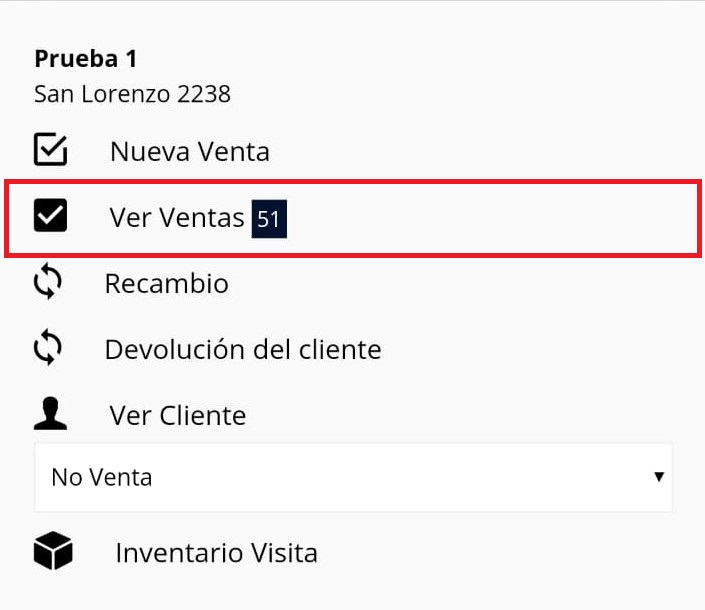 Prueba 1
San Lorenzo 2238
Nueva Venta
Ver Ventas 51
Recambio
Devolución del cliente
Ver Cliente
No Venta
Inventario Visita